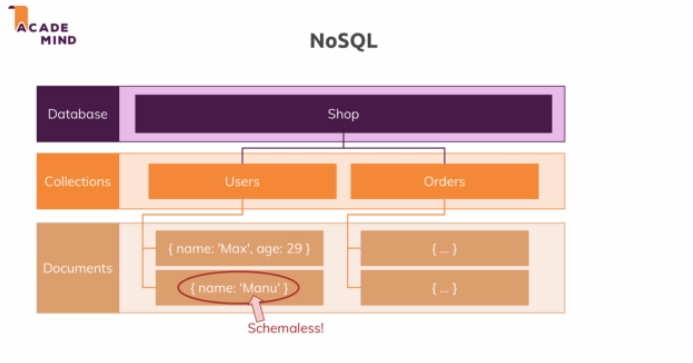 ACADE
MIND
NoSQL
Database
Shop
Collections
Users
Orders
Documents
{ name: 'Max', age: 29 }
{ ... }
{ name: 'Manu' }
{ ... }
Schemaless!